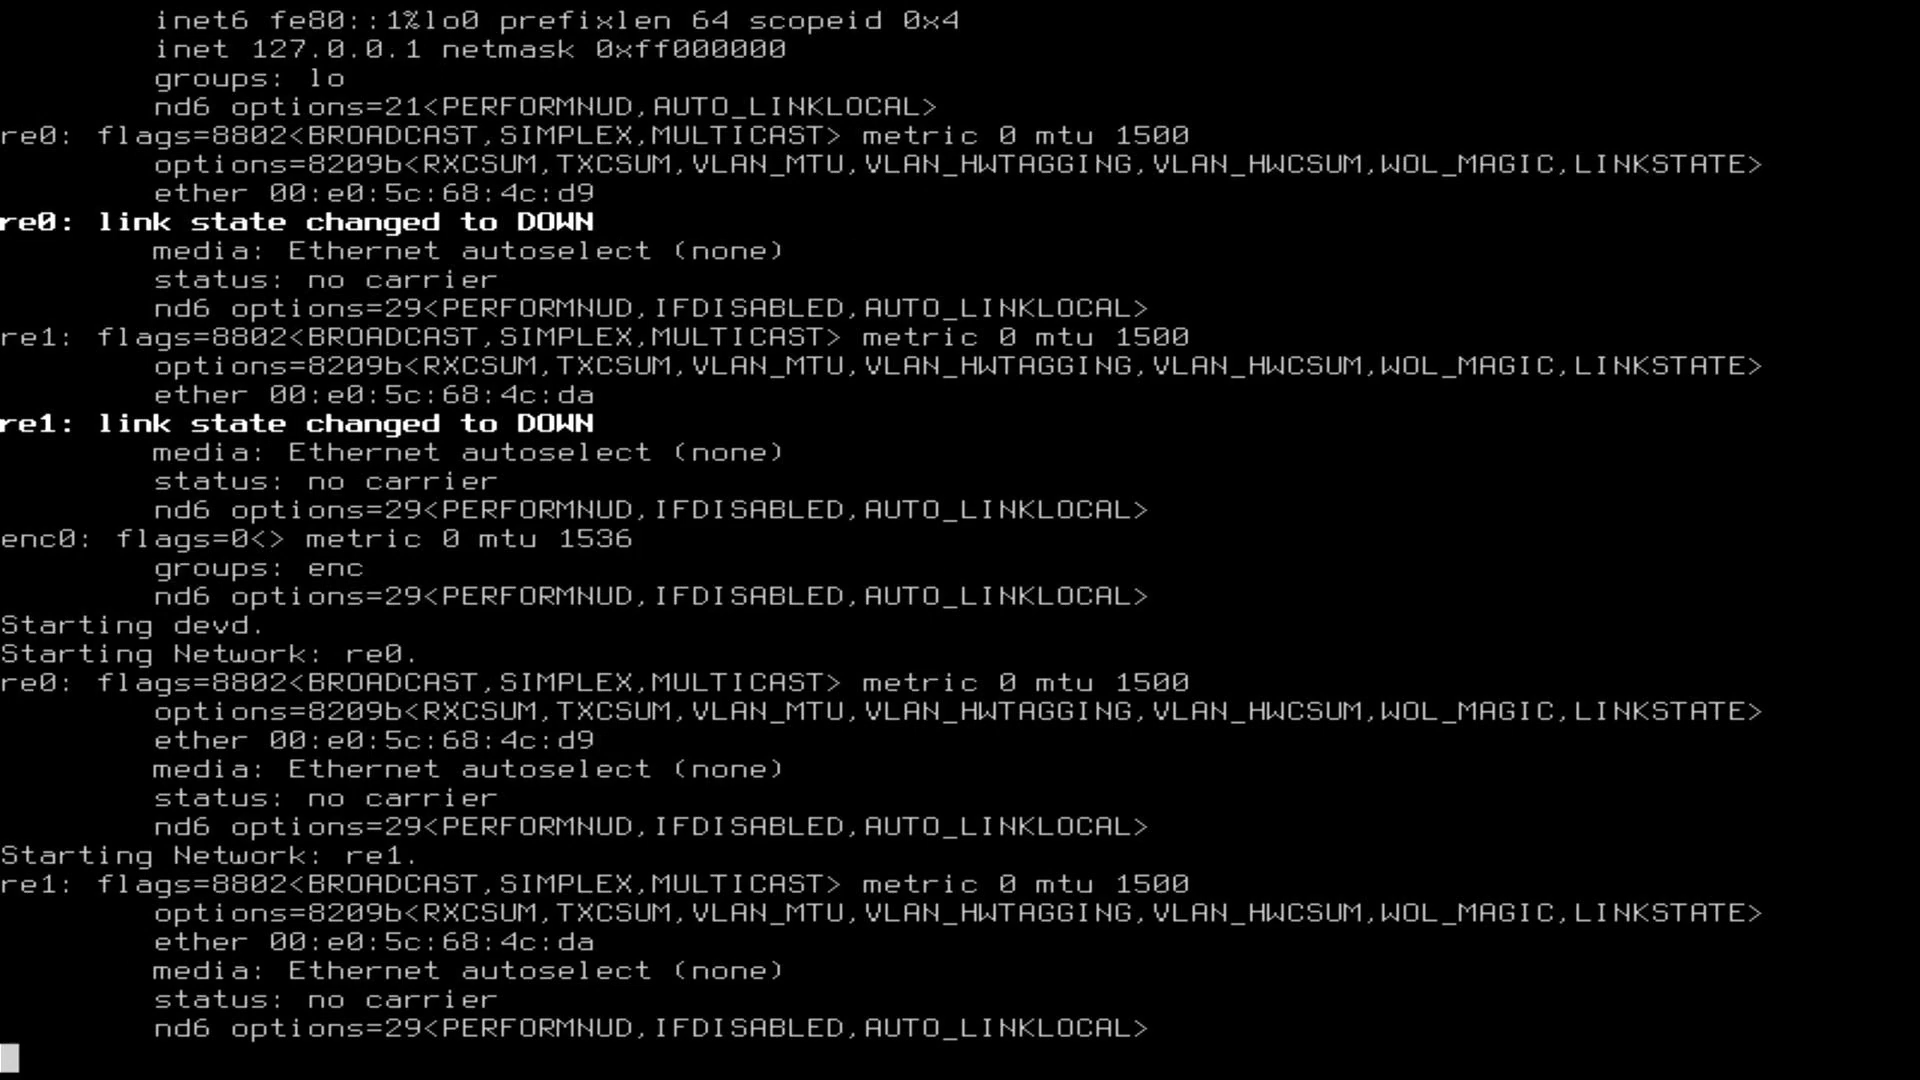 inet6 fe80::1%lo0 prefixlen 64 scopeid 0x4
inet 127.0.0.1 netmask 0xff000000
groups: lo
nd6 options=21<PERFORMNUD,AUTO_LINKLOCAL>
re0: flags=8802<BROADCAST,SIMPLEX,MULTICAST> metric 0 mtu 1500
options=8209b<RXCSUM,TXCSUM,VLAN_MTU,VLAN_HWTAGGING,VLAN_HWCSUM,WOL_MAGIC,LINKSTATE>
ether 00:e0:5c:68:4c:d9
re0: link state changed to DOWN
media: Ethernet autoselect (none)
status: no carrier
nd6 options=29<PERFORMNUD,IFDISABLED,AUTO_LINKLOCAL>
re1: flags=8802<BROADCAST,SIMPLEX,MULTICAST> metric 0 mtu 1500
options=8209b<RXCSUM,TXCSUM,VLAN_MTU,VLAN_HWTAGGING,VLAN_HWCSUM,WOL_MAGIC,LINKSTATE>
ether 00:e0:5c:68:4c:da
re1: link state changed to DOWN
media: Ethernet autoselect (none)
status: no carrier
nd6 options=29<PERFORMNUD,IFDISABLED,AUTO_LINKLOCAL>
enc0: flags=0<> metric 0 mtu 1536
groups: enc
nd6 options=29<PERFORMNUD,IFDISABLED,AUTO_LINKLOCAL>
Starting devd.
Starting Network: re0.
re0: flags=8802<BROADCAST,SIMPLEX,MULTICAST> metric 0 mtu 1500
options=8209b<RXCSUM,TXCSUM,VLAN_MTU,VLAN_HWTAGGING,VLAN_HWCSUM,WOL_MAGIC,LINKSTATE>
ether 00:e0:5c:68:4c:d9
media: Ethernet autoselect (none)
status: no carrier
nd6 options=29<PERFORMNUD,IFDISABLED,AUTO_LINKLOCAL>
Starting Network: re1.
re1: flags=8802<BROADCAST,SIMPLEX,MULTICAST> metric 0 mtu 1500
options=8209b<RXCSUM,TXCSUM,VLAN_MTU,VLAN_HWTAGGING,VLAN_HWCSUM,WOL_MAGIC,LINKSTATE>
ether 00:e0:5c:68:4c:da
media: Ethernet autoselect (none)
status: no carrier
nd6 options=29<PERFORMNUD,IFDISABLED,AUTO_LINKLOCAL>